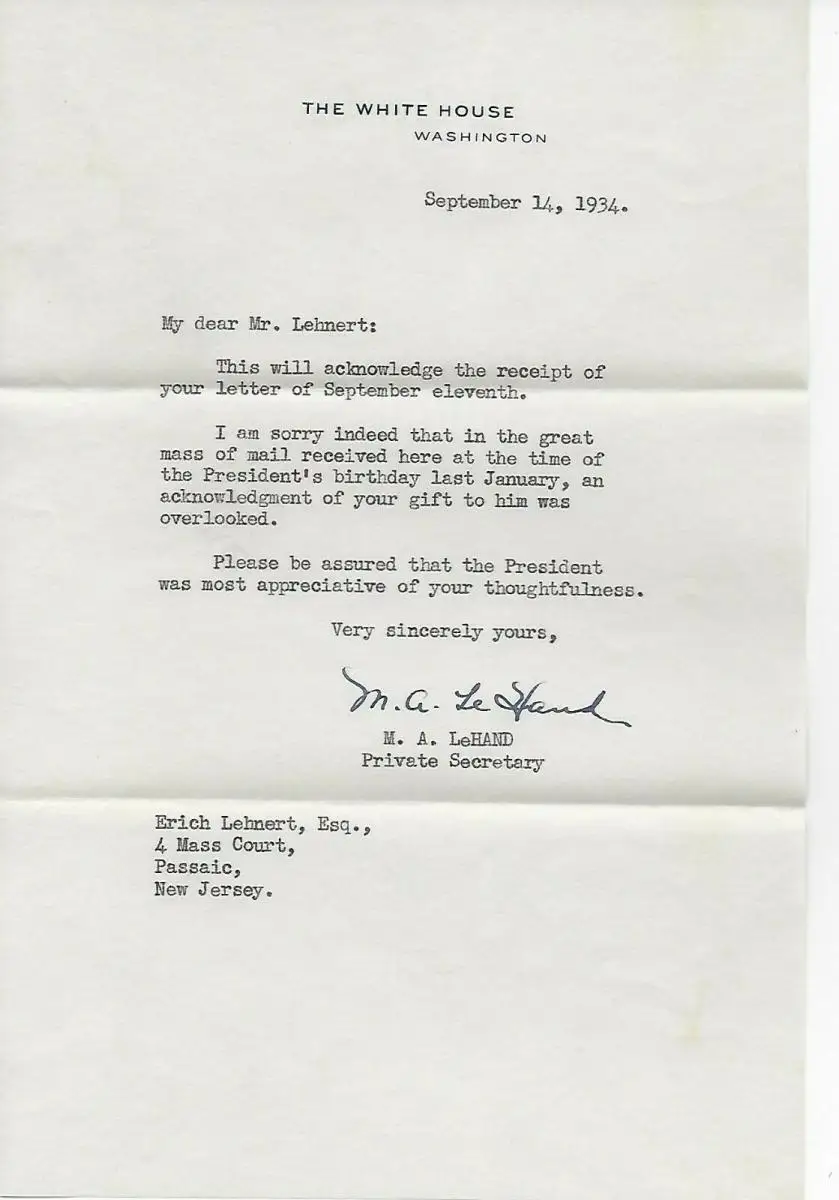 THE WHITE HOUSE
WASHINGTON
September 14, 1934.
My dear Mr. Lehnert:
This will acknowledge the receipt of
your letter of September eleventh.
I am sorry indeed that in the great
mass of mail received here at the time of
the President's birthday last January, an
acknowledgment of your gift to him was
overlooked.
Please be assured that the President
was most appreciative of your thoughtfulness.
Very sincerely yours,
M. A. Le Hand
M. A. LeHAND
Private Secretary
Erich Lehnert, Esq.,
4 Mass Court,
Passaic,
New Jersey.